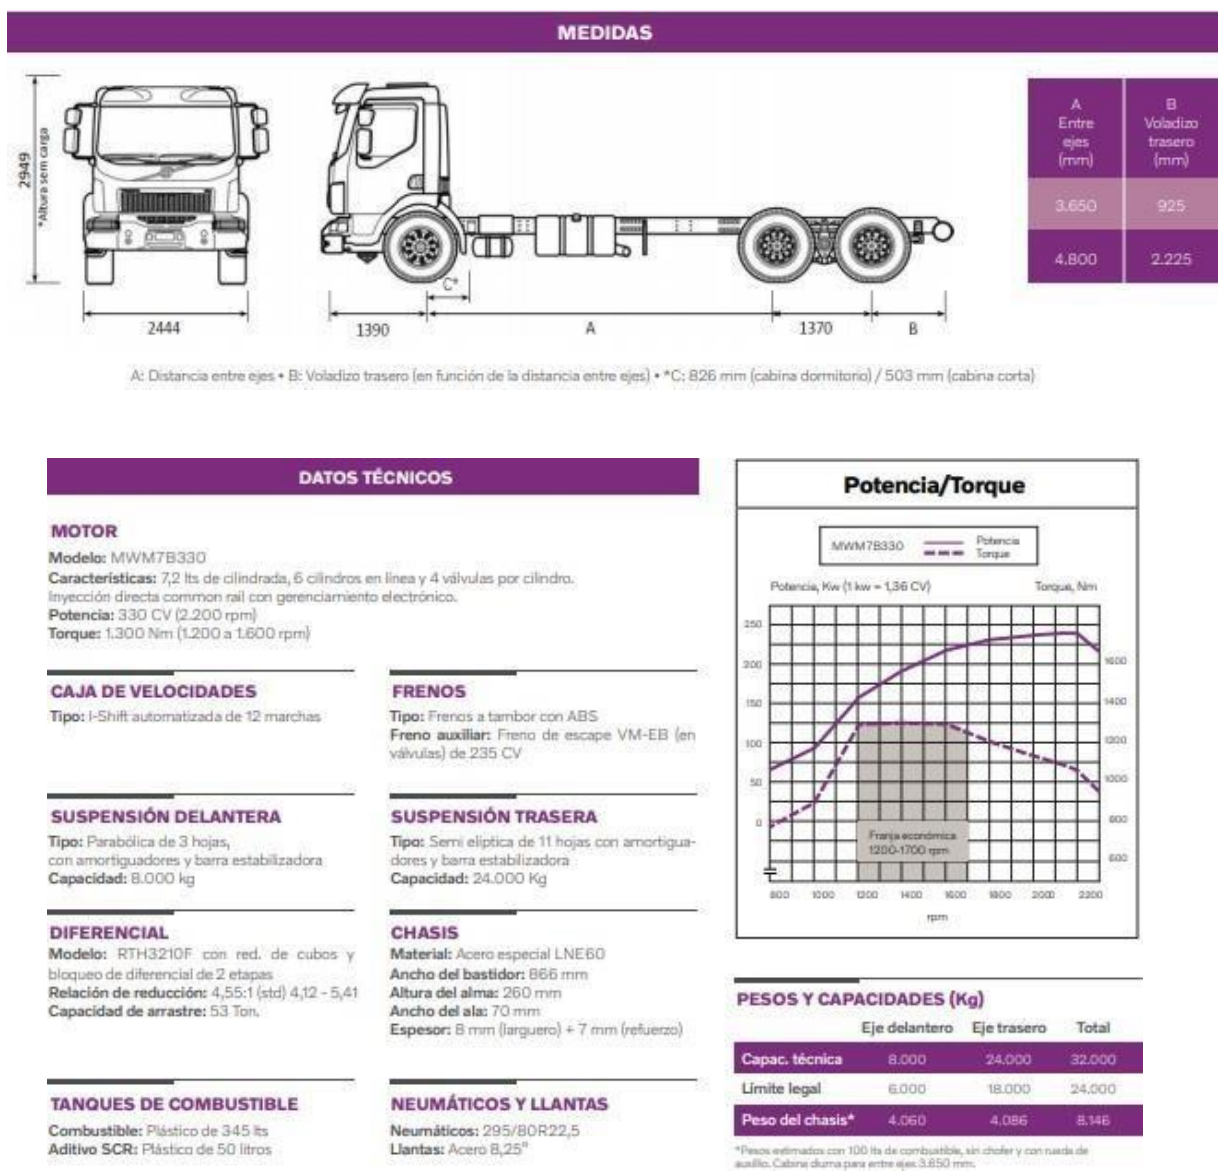 MEDIDAS
2949
*Altura sem carga
2444
1390
C*
A
1370
B
A
Entre
ejes
(mm)
B
Voladizo
trasero
(mm)
3.650 925
4.800 2.225
A: Distancia entre ejes • B: Voladizo trasero (en función de la distancia entre ejes) • *C: 826 mm (cabina dormitorio) / 503 mm (cabina corta)
DATOS TÉCNICOS
MOTOR
Modelo: MWM7B330
Características: 7,2 lts de cilindrada, 6 cilindros en línea y 4 válvulas por cilindro.
Inyección directa common rail con gerenciamiento electrónico.
Potencia: 330 CV (2.200 rpm)
Torque: 1.300 Nm (1.200 a 1.600 rpm)
CAJA DE VELOCIDADES
Tipo: I-Shift automatizada de 12 marchas
FRENOS
Tipo: Frenos a tambor con ABS
Freno auxiliar: Freno de escape VM-EB (en
válvulas) de 235 CV
SUSPENSIÓN DELANTERA
Tipo: Parabólica de 3 hojas,
con amortiguadores y barra estabilizadora
Capacidad: 8.000 kg
SUSPENSIÓN TRASERA
Tipo: Semi elíptica de 11 hojas con amortigua-
dores y barra estabilizadora
Capacidad: 24.000 Kg
DIFERENCIAL
Modelo: RTH3210F con red. de cubos y
bloqueo de diferencial de 2 etapas
Relación de reducción: 4,55:1 (std) 4,12 - 5,41
Capacidad de arrastre: 53 Ton.
CHASIS
Material: Acero especial LNE60
Ancho del bastidor: 866 mm
Altura del alma: 260 mm
Ancho del ala: 70 mm
Espesor: 8 mm (larguero) + 7 mm (refuerzo)
TANQUES DE COMBUSTIBLE
Combustible: Plástico de 345 lts
Aditivo SCR: Plástico de 50 litros
NEUMÁTICOS Y LLANTAS
Neumáticos: 295/80R22,5
Llantas: Acero 8,25"
Potencia/Torque
MWM7B330
Potencia
Torque
Potencia, Kw (1 kw = 1,36 CV)
Torque, Nm
250
200
150
100
50
0
1600
1400
1200
1000
800
600
Franja económica
1200-1700 rpm
800 1000 1200 1400 1600 1800 2000 2200
rpm
PESOS Y CAPACIDADES (Kg)
Eje delantero Eje trasero Total
Capac. técnica 8.000 24.000 32.000
Límite legal 6.000 18.000 24.000
Peso del chasis* 4.060 4.086 8.146
*Pesos estimados con 100 lts de combustible, sin chofer y con rueda de
auxilio. Cabina diurna para entre ejes 3.650 mm.